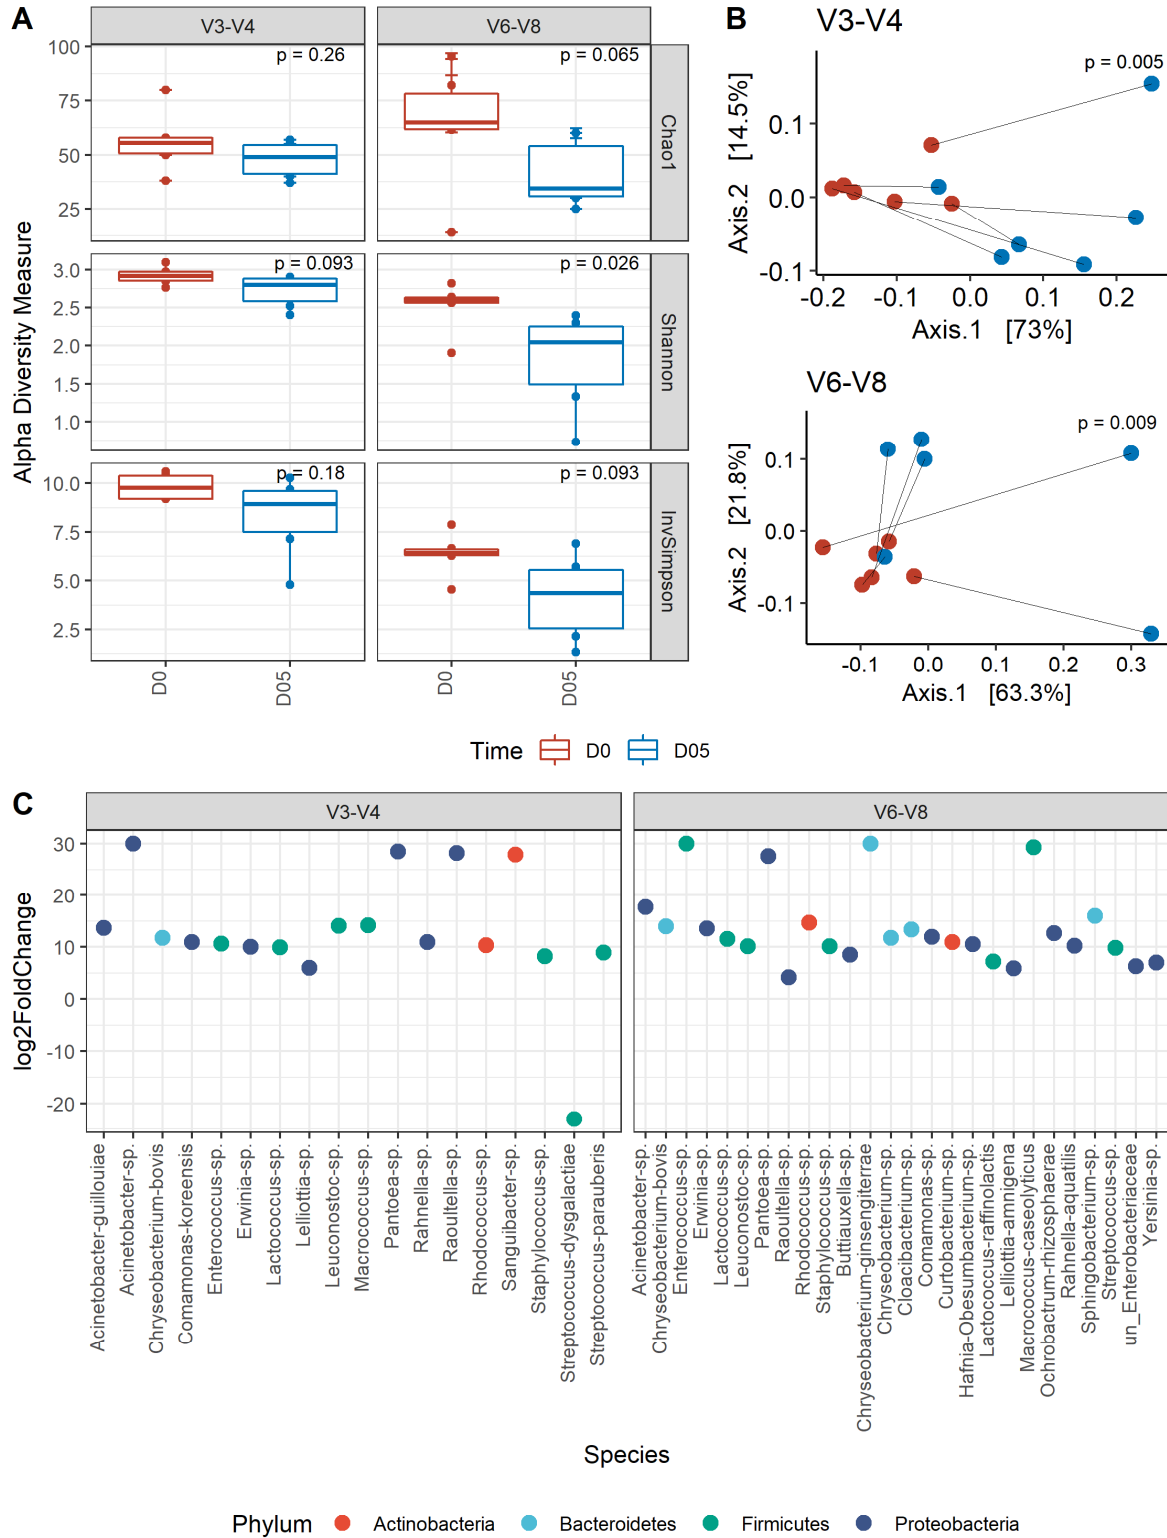 A
V3-V4
V6-V8
Alpha Diversity Measure
100
75
50
25
p = 0.26
p = 0.065
Chao1
3.0
2.5
2.0
1.5
1.0
p = 0.093
p = 0.026
Shannon
10.0
7.5
5.0
2.5
p = 0.18
p = 0.093
InvSimpson
D0
D05
D0
D05
Time D0 D05
B
V3-V4
p = 0.005
Axis.2 [14.5%]
0.1
0.0
-0.1
-0.2 -0.1 0.0 0.1 0.2
Axis.1 [73%]
V6-V8
p = 0.009
Axis.2 [21.8%]
0.1
0.0
-0.1
-0.1 0.0 0.1 0.2 0.3
Axis.1 [63.3%]
C
V3-V4
V6-V8
log2FoldChange
30
20
10
0
-10
-20
Acinetobacter-guillouiae
Acinetobacter-sp.
Chryseobacterium-bovis
Comamonas-koreensis
Enterococcus-sp.
Erwinia-sp.
Lactococcus-sp.
Lelliottia-sp.
Leuconostoc-sp.
Macrococcus-sp.
Pantoea-sp.
Rahnella-sp.
Raoultella-sp.
Rhodococcus-sp.
Sanguibacter-sp.
Staphylococcus-sp.
Streptococcus-dysgalactiae
Streptococcus-parauberis
Acinetobacter-sp.
Chryseobacterium-bovis
Enterococcus-sp.
Erwinia-sp.
Lactococcus-sp.
Leuconostoc-sp.
Pantoea-sp.
Raoultella-sp.
Rhodococcus-sp.
Staphylococcus-sp.
Buttiauxella-sp.
Chryseobacterium-ginsengiterrae
Chryseobacterium-sp.
Cloacibacterium-sp.
Comamonas-sp.
Curtobacterium-sp.
Hafnia-Obesumbacterium-sp.
Lactococcus-raffinolactis
Lelliottia-amnigena
Macrococcus-caseolyticus
Ochrobactrum-rhizosphaerae
Rahnella-aquatilis
Sphingobacterium-sp.
Streptococcus-sp.
un_Enterobacteriaceae
Yersinia-sp.
Species
Phylum Actinobacteria Bacteroidetes Firmicutes Proteobacteria